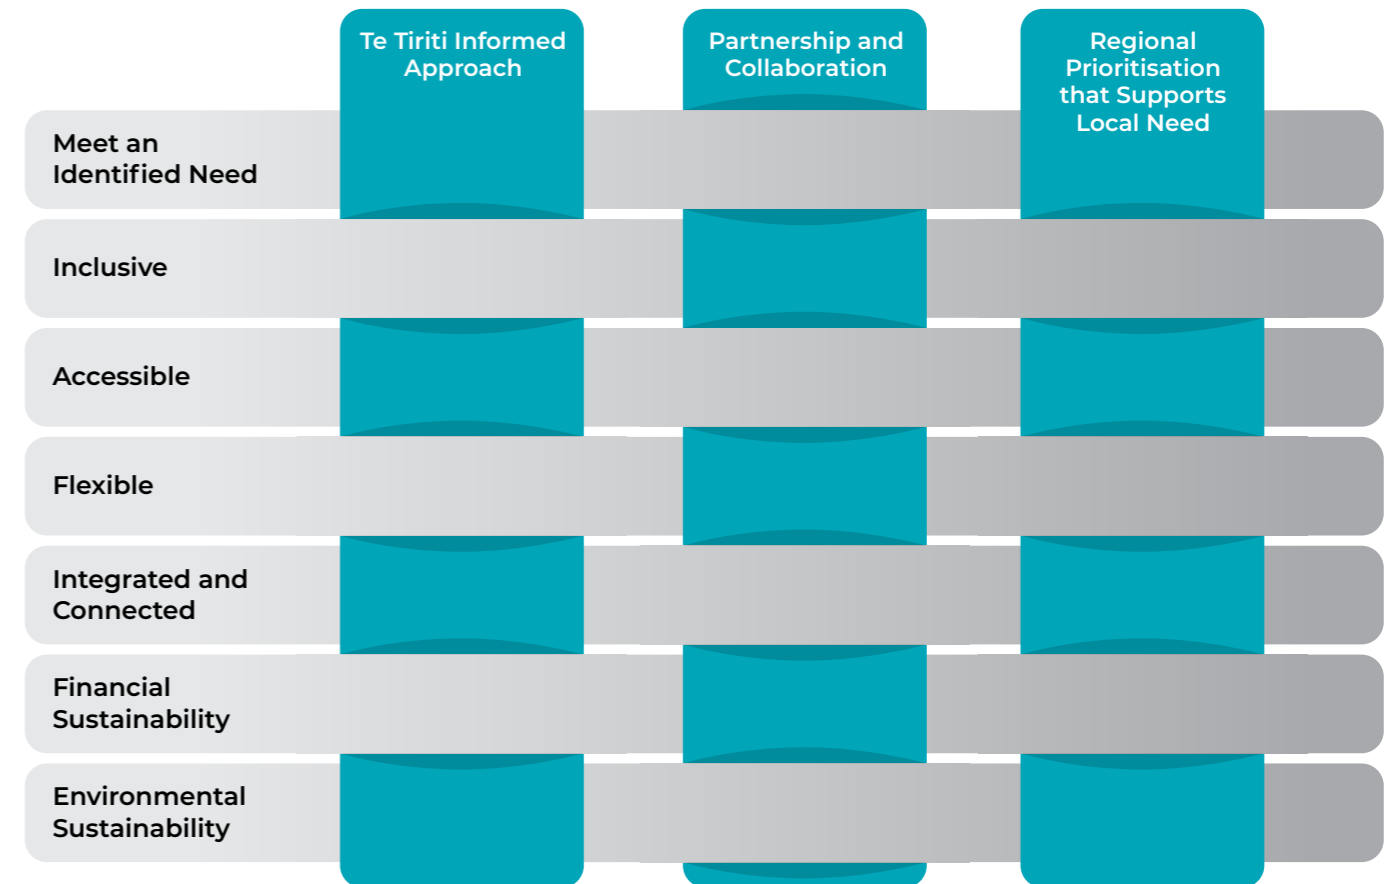 Te Tiriti Informed
Approach
Partnership and
Collaboration
Regional
Prioritisation
that Supports
Local Need
Meet an
Identified Need
Inclusive
Accessible
Flexible
Integrated and
Connected
Financial
Sustainability
Environmental
Sustainability